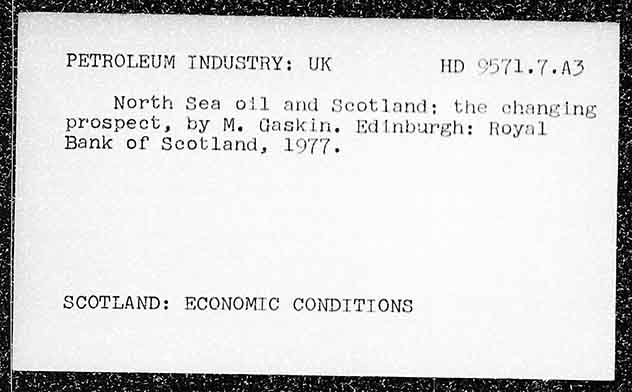 PETROLEUM INDUSTRY: UK HD 9571.7.A3
North Sea oil and Scotland: the changing
prospect, by M. Gaskin. Edinburgh: Royal
Bank of Scotland, 1977.
SCOTLAND: ECONOMIC CONDITIONS